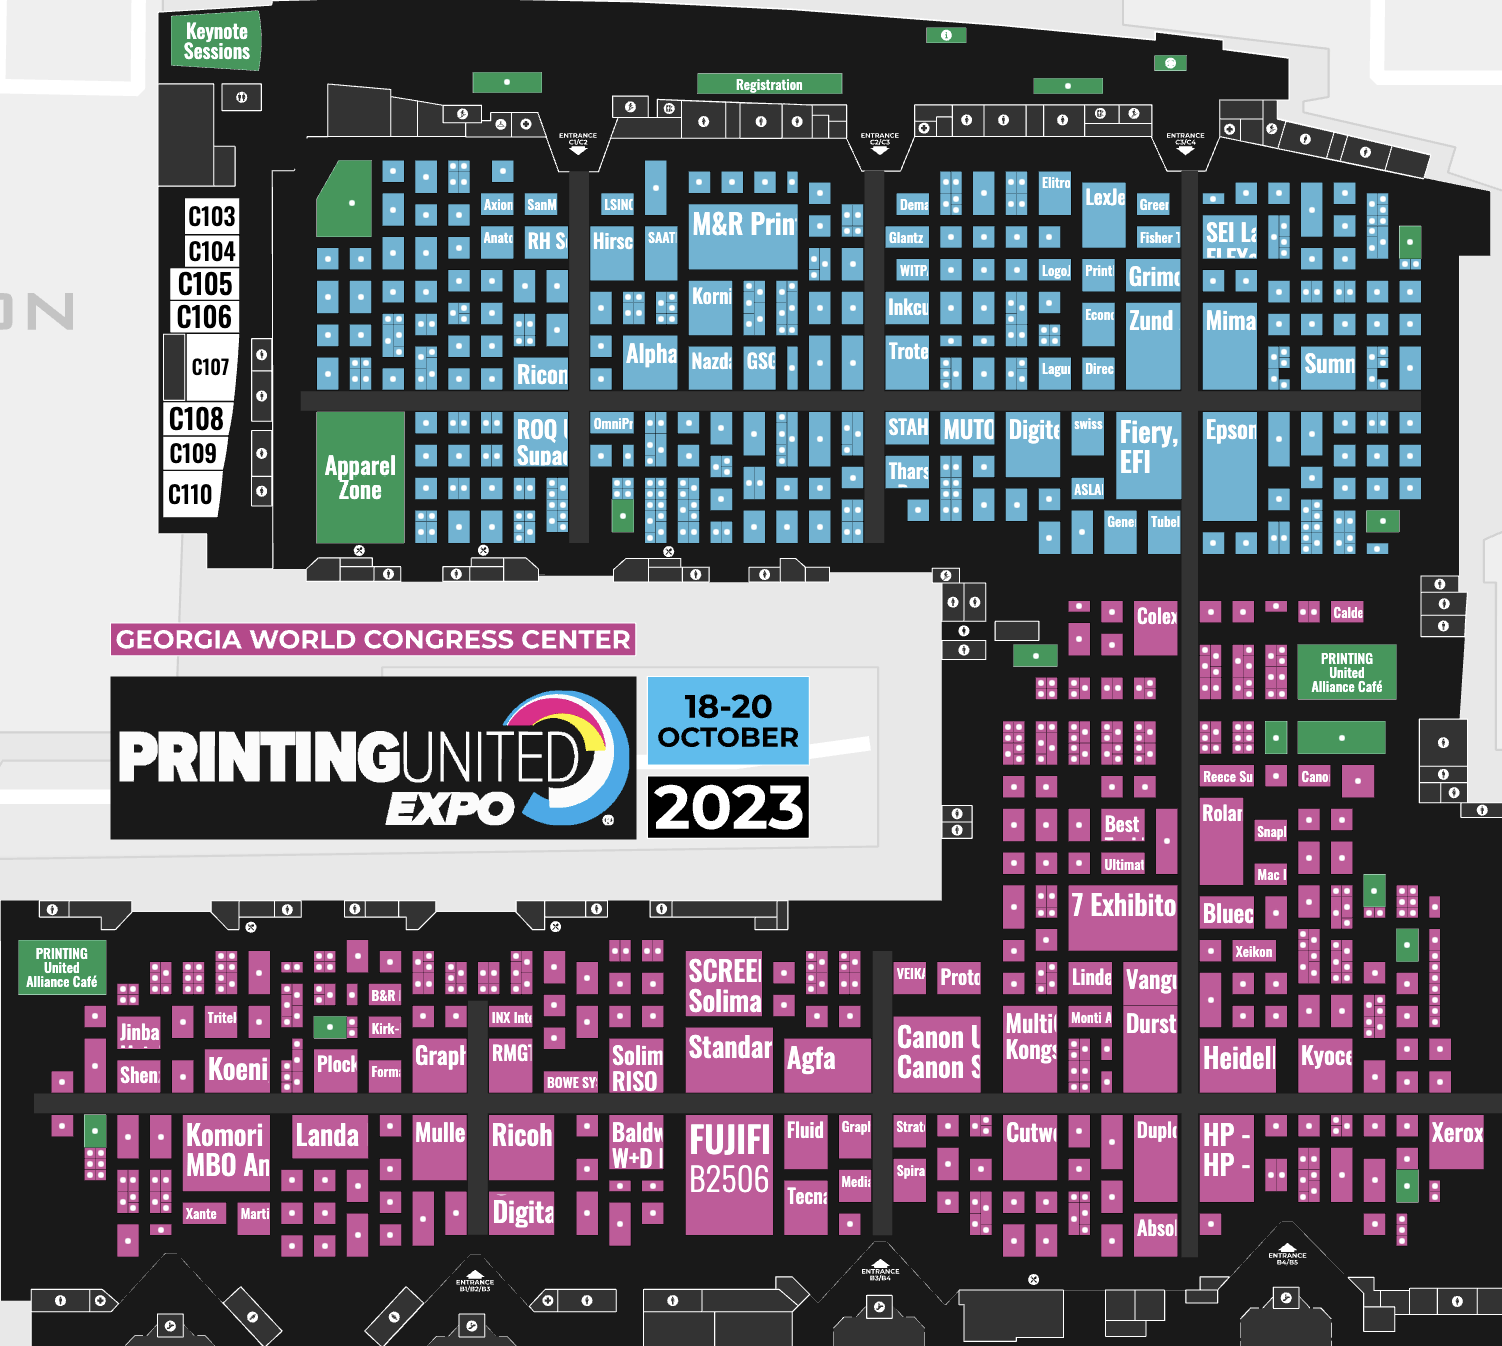 Keynote
Sessions
Registration
ENTRANCE
C1/C2
ENTRANCE
C2/C3
ENTRANCE
C3/C4
C103
C104
C105
C106
C107
C108
C109
C110
ON
Axion
SanM
LSINC
Anato
RH S
Hirsc
SAAT
M&R Prin
Korni
Alpha
Nazda
GSG
Ricon
Dema
Glantz
WITP
Inkcu
Trote
Elitro
LexJe
Greer
Fisher T
LogoJ
Print
Grimc
Econ
Zund
Lagu
Direc
SEI La
Mima
Summ
Apparel
Zone
ROQ U
Supac
OmniPr
STAH
MUTO
Digite
swiss
Fiery,
EFI
Epson
Thars
ASLA
Gene
Tubel
Colex
Calde
PRINTING
United
Alliance Café
GEORGIA WORLD CONGRESS CENTER
PRINTINGUNITED
EXPO
18-20
OCTOBER
2023
Reece Su
Cano
Rolar
Snapl
Mac I
Best
Ultimat
7 Exhibito
Bluec
Xeikon
PRINTING
United
Alliance Café
SCREE
Solima
VEIKA
Proto
Linde
Vangu
B&R
Jinba
Tritel
Kirk-
INX Inte
Standar
Canon U
Canon S
Multi
Kongs
Monti A
Durst
Shen
Koeni
Plock
Form
Graph
RMGT
BOWE SY
Solim
RISO
Agfa
Heidel
Kyoce
Komori
MBO An
Landa
Mulle
Ricoh
Baldw
W+D
FUJIFI
B2506
Fluid
Grapl
Strat
Cutw
Duplo
HP -
HP -
Xerox
Media
Spira
Tecna
Xante
Marti
Digita
Absol
ENTRANCE
B1/B2/B3
ENTRANCE
B3/B4
ENTRANCE
B4/B5